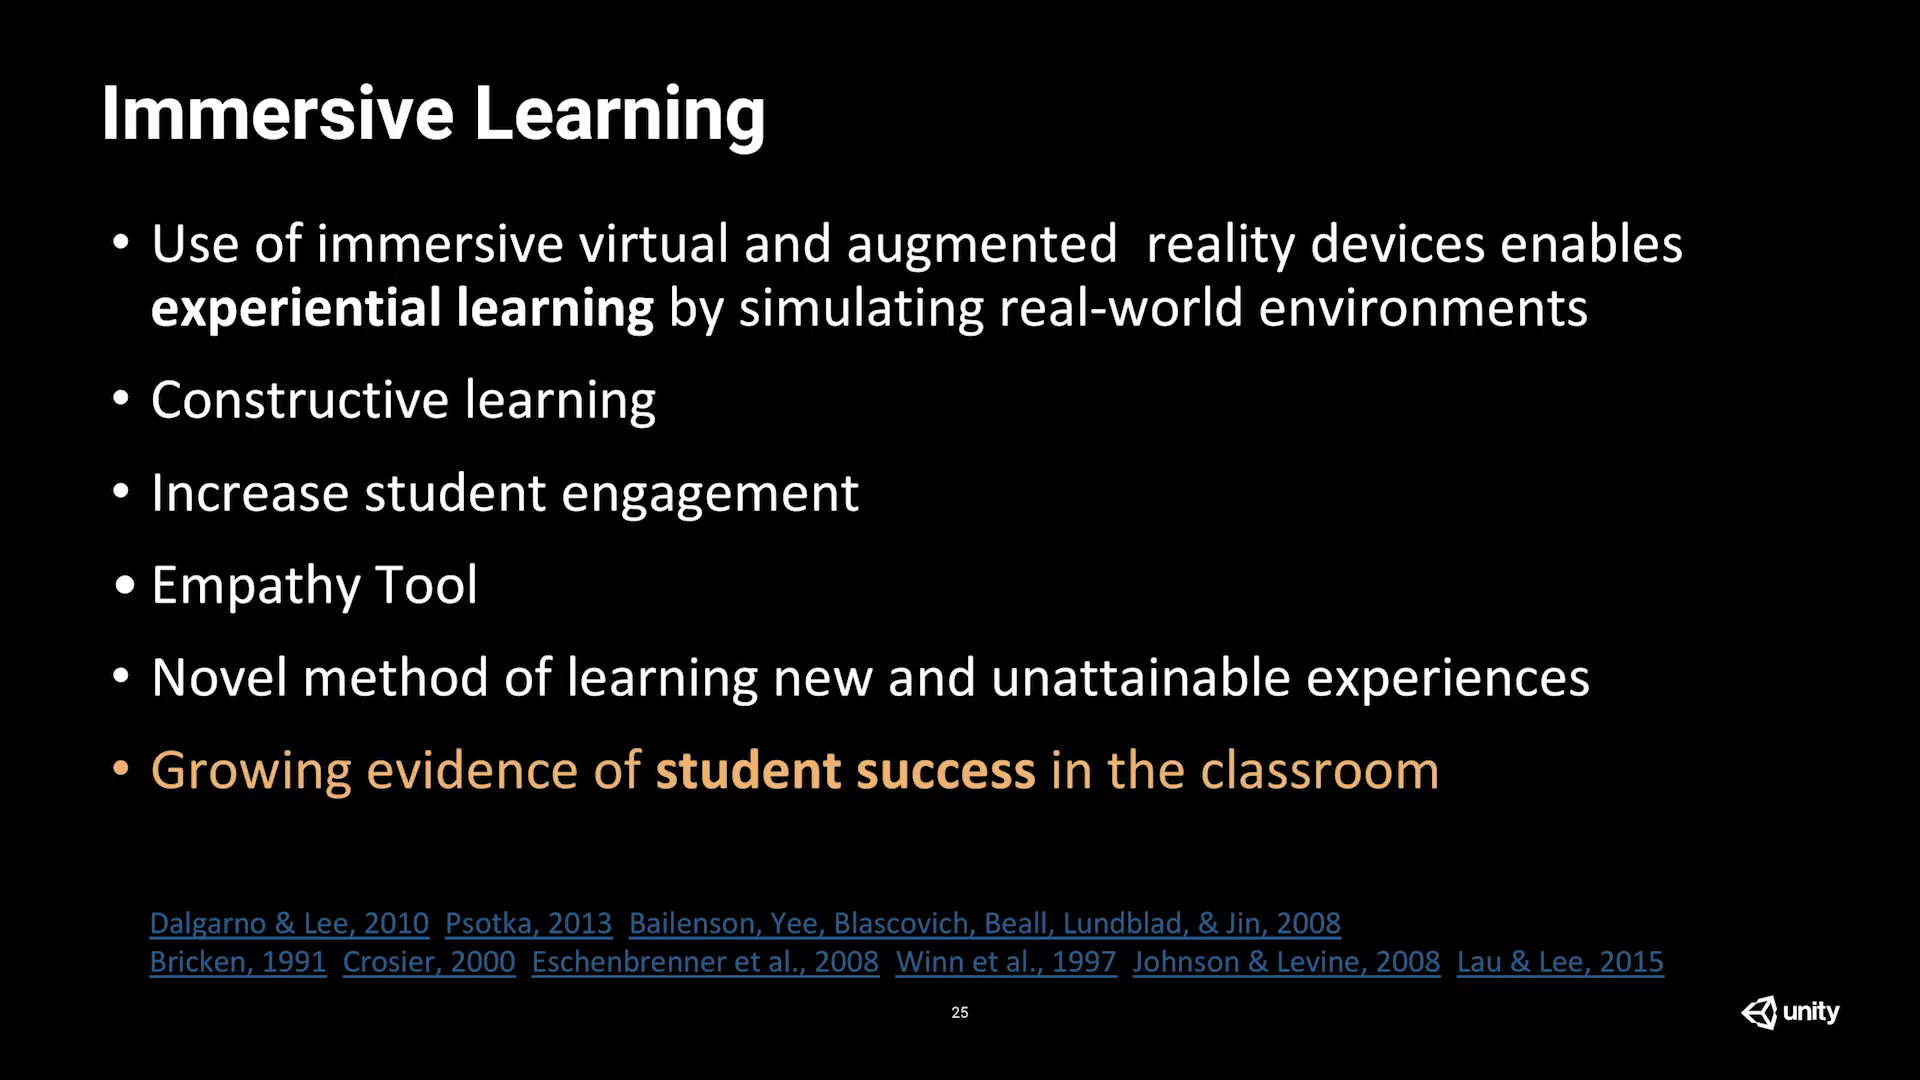 Immersive Learning
• Use of immersive virtual and augmented  reality devices enables
experiential learning by simulating real-world environments
• Constructive learning
• Increase student engagement
• Empathy Tool
• Novel method of learning new and unattainable experiences
• Growing evidence of student success in the classroom
Dalgarno & Lee, 2010  Psotka, 2013  Bailenson, Yee, Blascovich, Beall, Lundblad, & Jin, 2008
Bricken, 1991  Crosier, 2000  Eschenbrenner et al., 2008  Winn et al., 1997  Johnson & Levine, 2008  Lau & Lee, 2015
25
unity